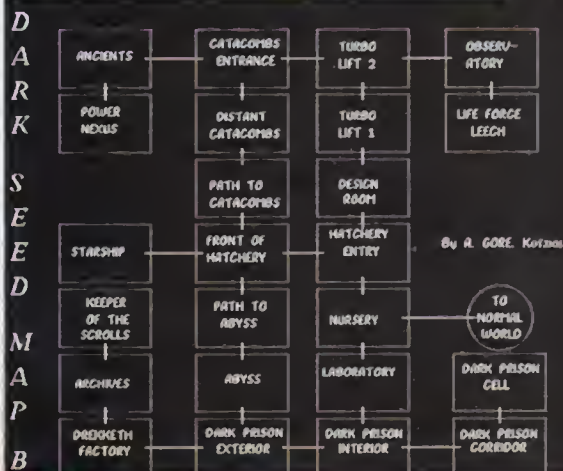 DARK SEED MAP B
ANCIENTS
CATACOMBS
ENTRANCE
TURBO
LIFT 2
OBSERV-
ATORY
POWER
NEXUS
DISTANT
CATACOMBS
TURBO
LIFT 1
LIFE FORCE
LEECH
PATH TO
CATACOMBS
DESIGN
ROOM
STARSHIP
FRONT OF
HATCHERY
HATCHERY
ENTRY
By A. GORE.
KEEPER
OF THE
SCROLLS
PATH TO
ABYSS
NURSERY
TO
NORMAL
WORLD
ARCHIVES
ABYSS
LABORATORY
DARK PRISON
CELL
DREKKETH
FACTORY
DARK PRISON
EXTERIOR
DARK PRISON
INTERIOR
DARK PRISON
CORRIDOR